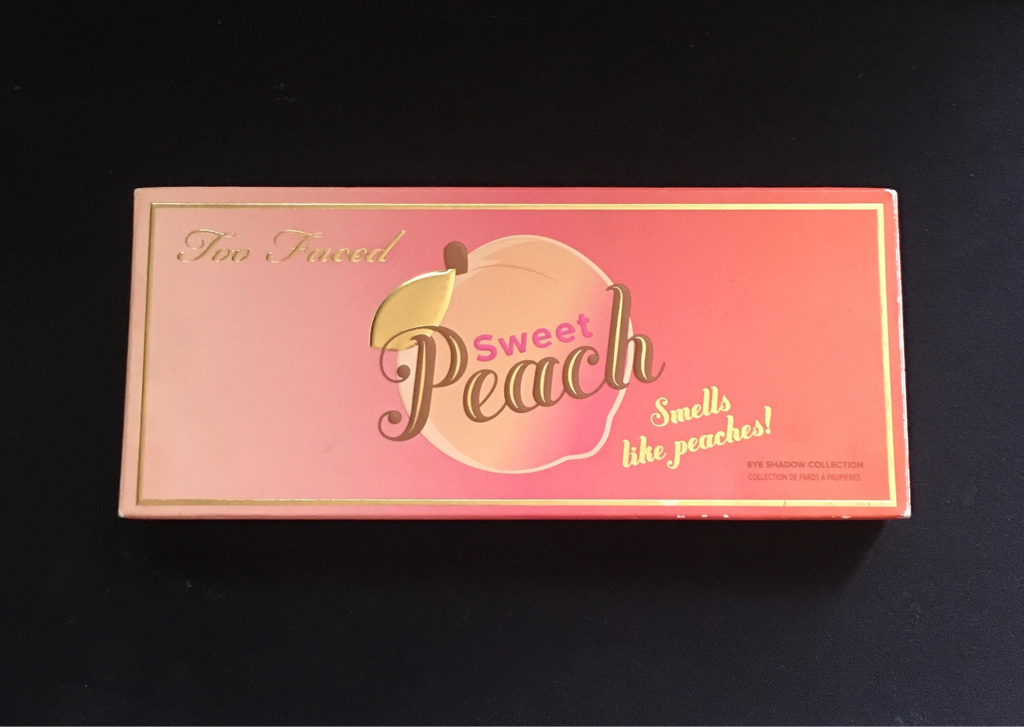 Too Faced
Sweet
Peach
Smells
like peaches!
EYE SHADOW COLLECTION
COLLECTION DE FARDS À PAUPIÈRES